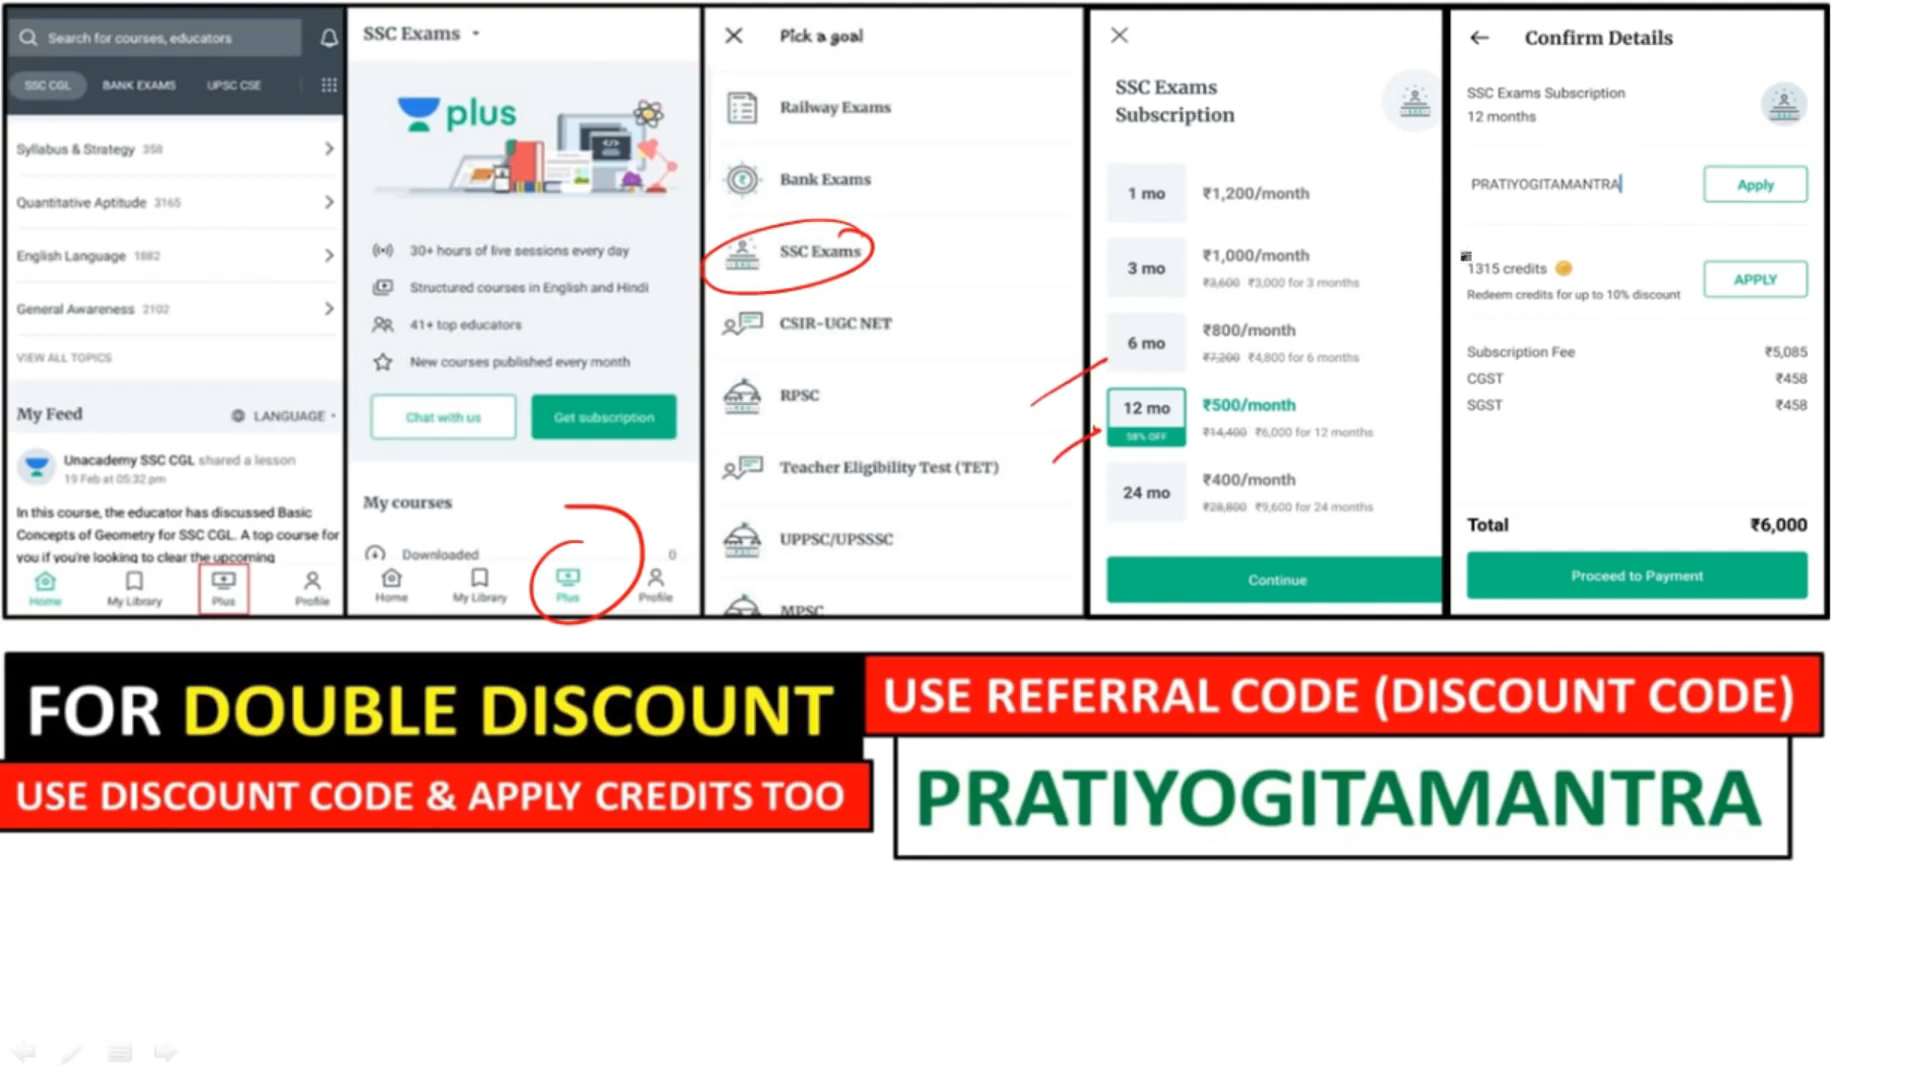 Search for courses, educators
SSC CGL BANK EXAMS UPSC CSE
Syllabus & Strategy 358
Quantitative Aptitude 3165
English Language 1882
General Awareness 2102
VIEW ALL TOPICS
My Feed LANGUAGE
Unacademy SSC CGL shared a lesson
19 Feb at 05:32 pm
In this course, the educator has discussed Basic
Concepts of Geometry for SSC CGL. A top course for
you if you're looking to clear the upcoming
Home My Library Plus Profile
SSC Exams
plus
30+ hours of live sessions every day
Structured courses in English and Hindi
41+ top educators
New courses published every month
Chat with us Get subscription
My courses
Downloaded 0
Home My Library Plus Profile
Pick a goal
Railway Exams
Bank Exams
SSC Exams
CSIR-UGC NET
RPSC
Teacher Eligibility Test (TET)
UPPSC/UPSSSC
MPSC
SSC Exams
Subscription
1 mo ₹1,200/month
3 mo ₹1,000/month
₹3,600 ₹3,000 for 3 months
6 mo ₹800/month
₹7,200 ₹4,800 for 6 months
12 mo ₹500/month
58% OFF ₹14,400 ₹6,000 for 12 months
24 mo ₹400/month
₹28,800 ₹9,600 for 24 months
Continue
Confirm Details
SSC Exams Subscription
12 months
PRATIYOGITAMANTRA Apply
1315 credits APPLY
Redeem credits for up to 10% discount
Subscription Fee ₹5,085
CGST ₹458
SGST ₹458
Total ₹6,000
Proceed to Payment
FOR DOUBLE DISCOUNT
USE DISCOUNT CODE & APPLY CREDITS TOO
USE REFERRAL CODE (DISCOUNT CODE)
PRATIYOGITAMANTRA